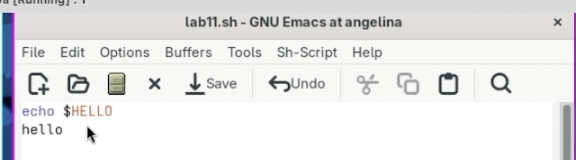 [Running] : 1
lab11.sh - GNU Emacs at angelina
File Edit Options Buffers Tools Sh-Script Help
Save Undo
echo $HELLO
hello